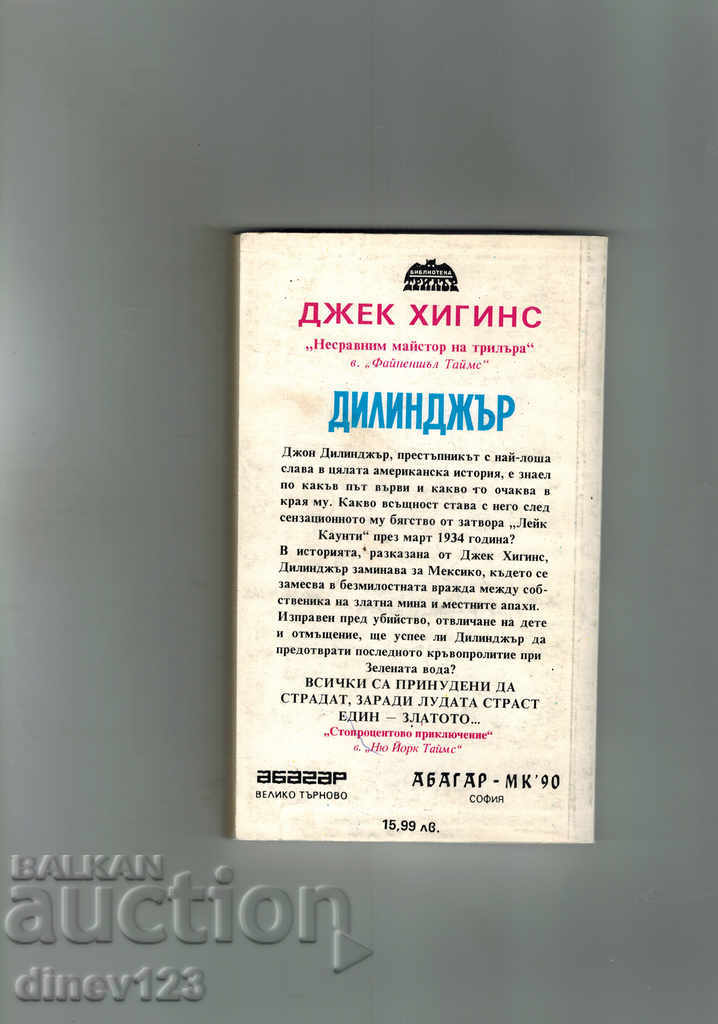 БИБЛИОТЕКА
ТРИЛЪР
ДЖЕК ХИГИНС
„Несравним майстор на трилъра“
в. „Файненшъл Таймс“
ДИЛИНДЖЪР
Джон Дилинджър, престъпникът с най-лоша
слава в цялата американска история, е знаел
по какъв път върви и какво го очаква в
края му. Какво всъщност става с него след
сензационното му бягство от затвора „Лейк
Каунти“ през март 1934 година?
В историята, разказана от Джек Хигинс,
Дилинджър заминава за Мексико, където се
замесва в безмилостната вражда между соб-
ственика на златна мина и местните апахи.
Изправен пред убийство, отвличане на дете
и отмъщение, ще успее ли Дилинджър да
предотврати последното кръвопролитие при
Зелената вода?
ВСИЧКИ СА ПРИНУДЕНИ ДА
СТРАДАТ, ЗАРАДИ ЛУДАТА СТРАСТ
ЕДИН – ЗЛАТОТО...
„Стопроцентово приключение“
в. „Ню Йорк Таймс“
абагар
ВЕЛИКО ТЪРНОВО
АБАГАР - МК'90
СОФИЯ
15,99 лв.
BALKAN
auction
dinev123